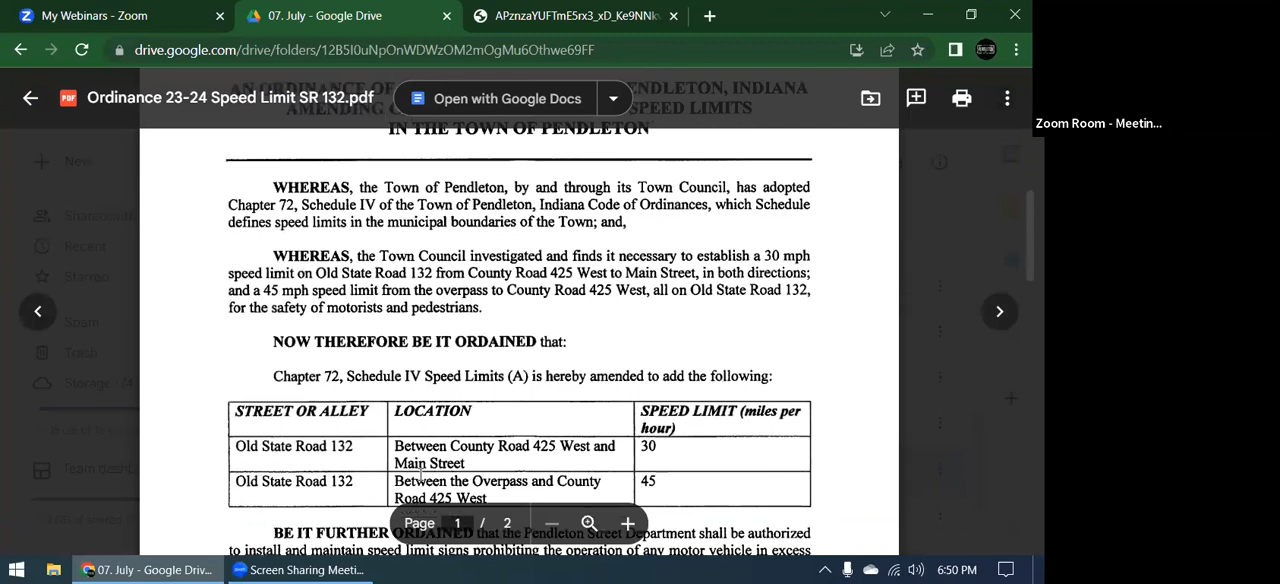 My Webinars - Zoom
07. July - Google Drive
APznzaYUFTmE5rx3_xD_Ke9NNk
drive.google.com/drive/folders/12B5I0uNpOnWDWzOM2mOgMu6Othwe69FF
AN ORDINANCE OF PENDLETON, INDIANA
Ordinance 23-24 Speed Limit SR 132.pdf
Open with Google Docs
AMENDING SPEED LIMITS
IN THE TOWN OF PENDLETON
Zoom Room - Meetin...
New
WHEREAS, the Town of Pendleton, by and through its Town Council, has adopted
Chapter 72, Schedule IV of the Town of Pendleton, Indiana Code of Ordinances, which Schedule
defines speed limits in the municipal boundaries of the Town; and,
Recent
Starred
Spam
Trash
Storage
WHEREAS, the Town Council investigated and finds it necessary to establish a 30 mph
speed limit on Old State Road 132 from County Road 425 West to Main Street, in both directions;
and a 45 mph speed limit from the overpass to County Road 425 West, all on Old State Road 132,
for the safety of motorists and pedestrians.
NOW THEREFORE BE IT ORDAINED that:
Chapter 72, Schedule IV Speed Limits (A) is hereby amended to add the following:
STREET OR ALLEY LOCATION SPEED LIMIT (miles per
hour)
Old State Road 132 Between County Road 425 West and 30
Main Street
Old State Road 132 Between the Overpass and County 45
Road 425 West
Page 1 / 2
BE IT FURTHER ORDAINED that the Pendleton Street Department shall be authorized
to install and maintain speed limit signs prohibiting the operation of any motor vehicle in excess
07. July - Google Driv...
Screen Sharing Meeti...
6:50 PM